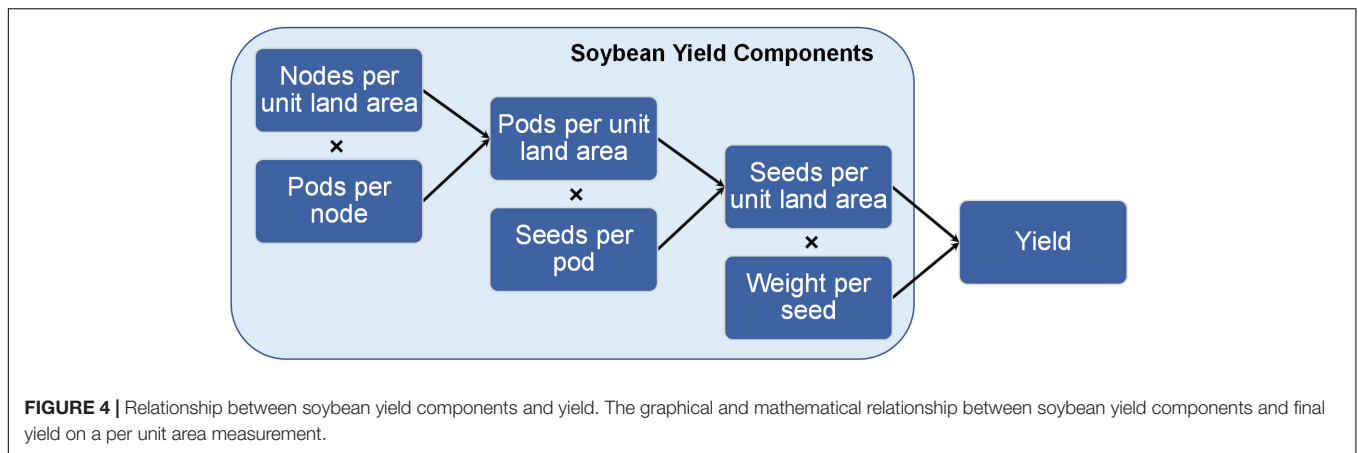 Soybean Yield Components
Nodes per
unit land area
×
Pods per
node
Pods per unit
land area
×
Seeds per
pod
Seeds per
unit land area
×
Weight per
seed
Yield
FIGURE 4 | Relationship between soybean yield components and yield. The graphical and mathematical relationship between soybean yield components and final
yield on a per unit area measurement.